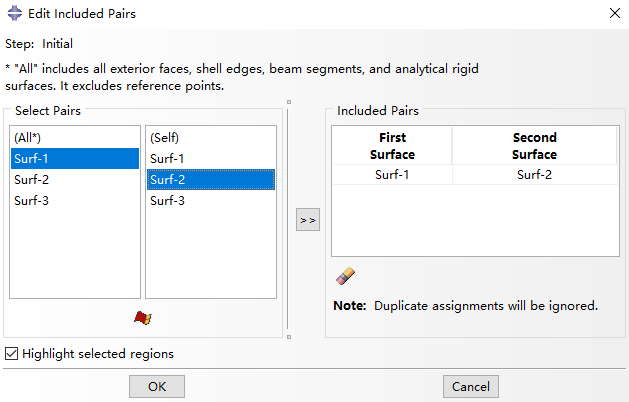 Edit Included Pairs
Step: Initial
* "All" includes all exterior faces, shell edges, beam segments, and analytical rigid
surfaces. It excludes reference points.
Select Pairs
(All*)
Surf-1
Surf-2
Surf-3
(Self)
Surf-1
Surf-2
Surf-3
>>
Included Pairs
First
Surface
Second
Surface
Surf-1 Surf-2
Note: Duplicate assignments will be ignored.
Highlight selected regions
OK Cancel